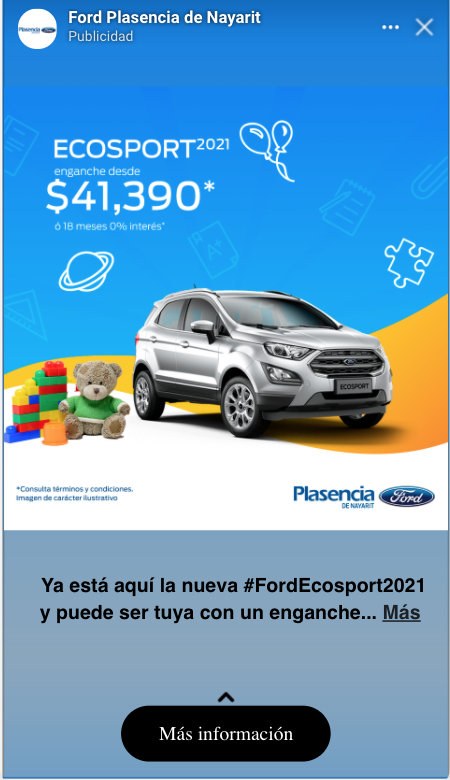 Ford Plasencia de Nayarit
Publicidad
ECOSPORT2021
enganche desde
$41,390*
ó 18 meses 0% interés*
A+
ECOSPORT
*Consulta términos y condiciones.
Imagen de carácter ilustrativo
Plasencia Ford
DE NAYARIT
Ya está aquí la nueva #FordEcosport2021
y puede ser tuya con un enganche... Más
Más información